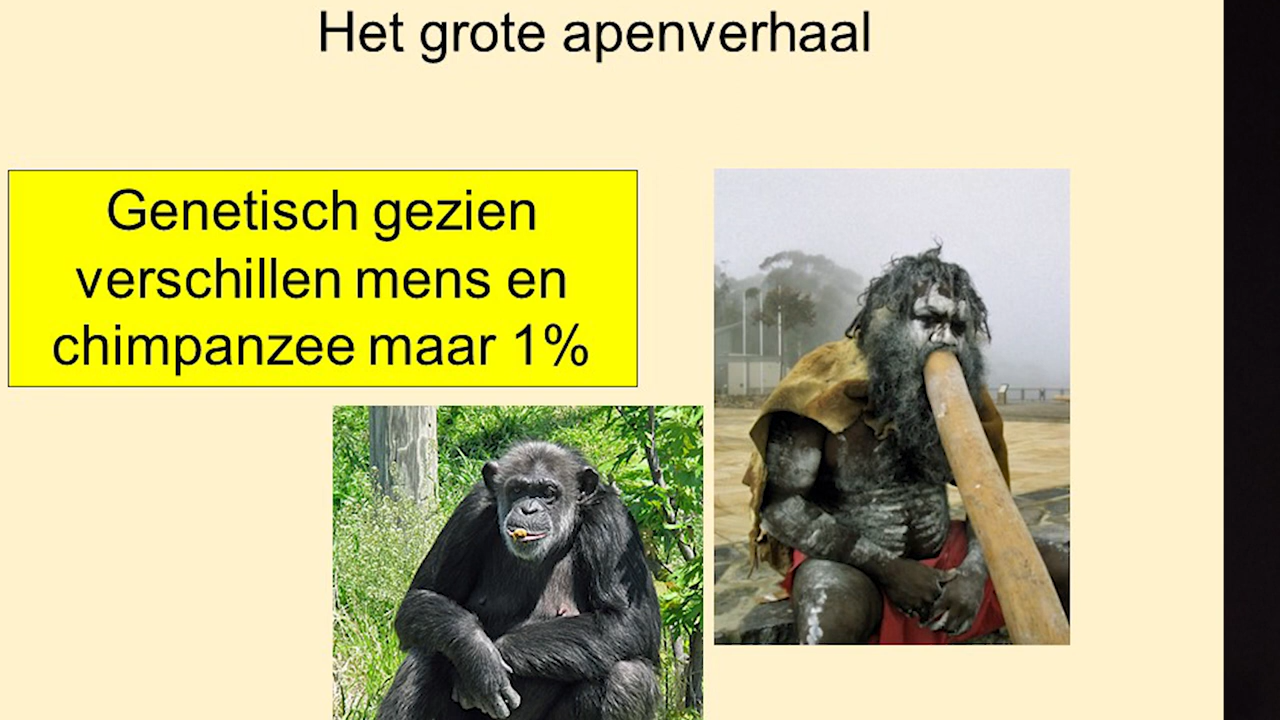 Het grote apenverhaal
Genetisch gezien
verschillen mens en
chimpanzee maar 1%